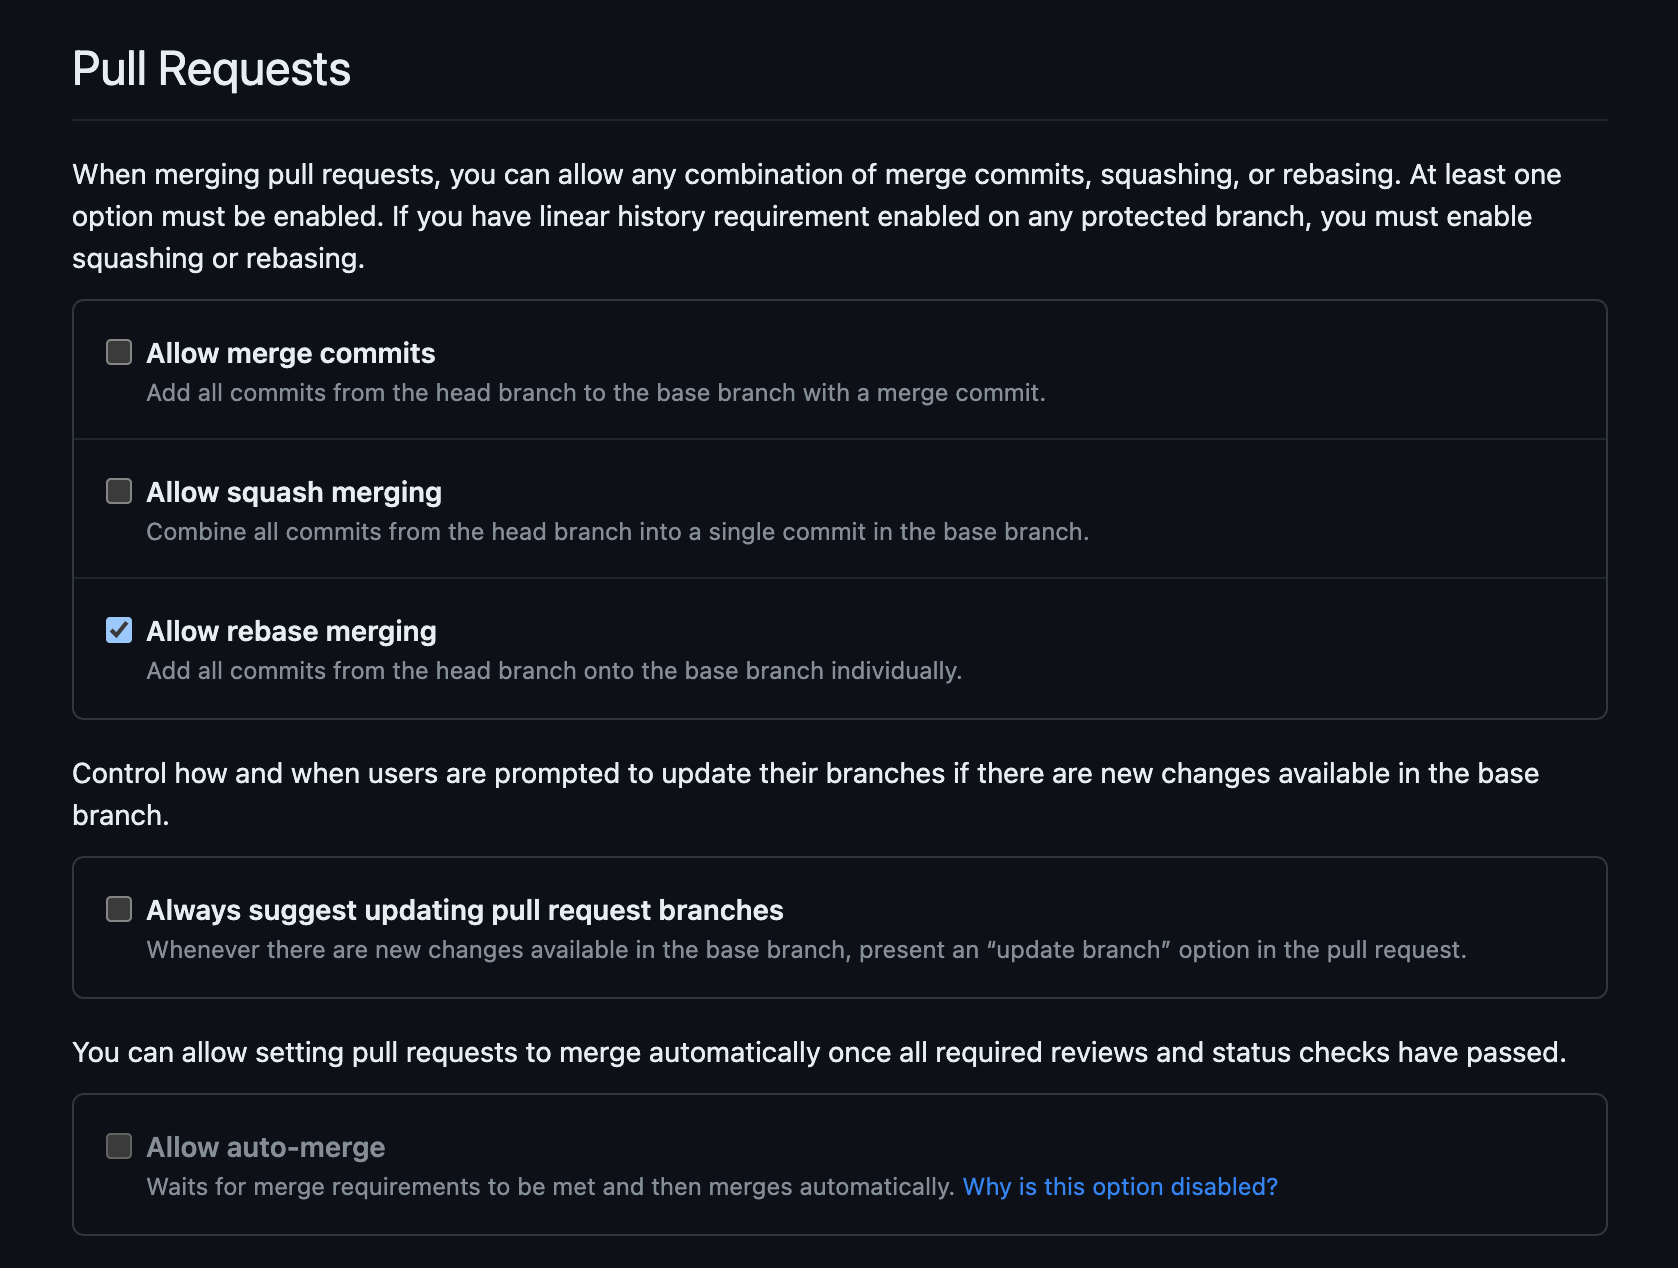 Pull Requests
When merging pull requests, you can allow any combination of merge commits, squashing, or rebasing. At least one
option must be enabled. If you have linear history requirement enabled on any protected branch, you must enable
squashing or rebasing.
Allow merge commits
Add all commits from the head branch to the base branch with a merge commit.
Allow squash merging
Combine all commits from the head branch into a single commit in the base branch.
Allow rebase merging
Add all commits from the head branch onto the base branch individually.
Control how and when users are prompted to update their branches if there are new changes available in the base
branch.
Always suggest updating pull request branches
Whenever there are new changes available in the base branch, present an “update branch” option in the pull request.
You can allow setting pull requests to merge automatically once all required reviews and status checks have passed.
Allow auto-merge
Waits for merge requirements to be met and then merges automatically. Why is this option disabled?